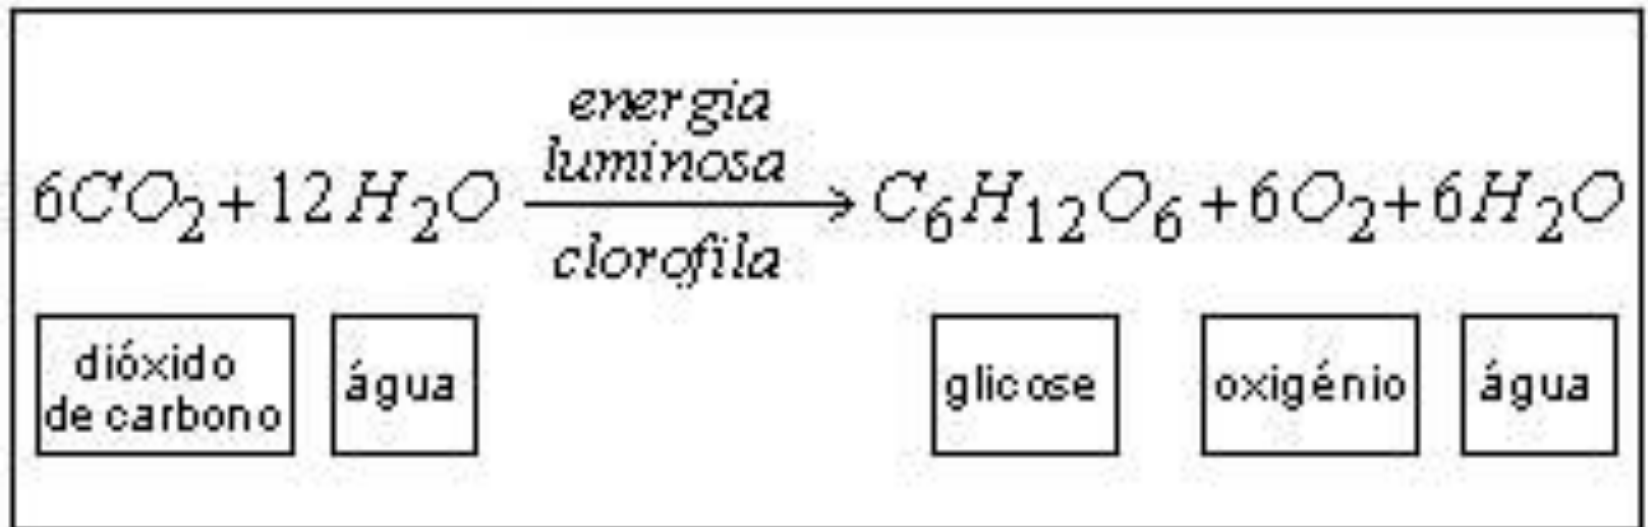 energia
luminosa
6CO₂+12H₂O → C₆H₁₂O₆+6O₂+6H₂O
clorofila
dióxido de carbono
água
glicose
oxigénio
água